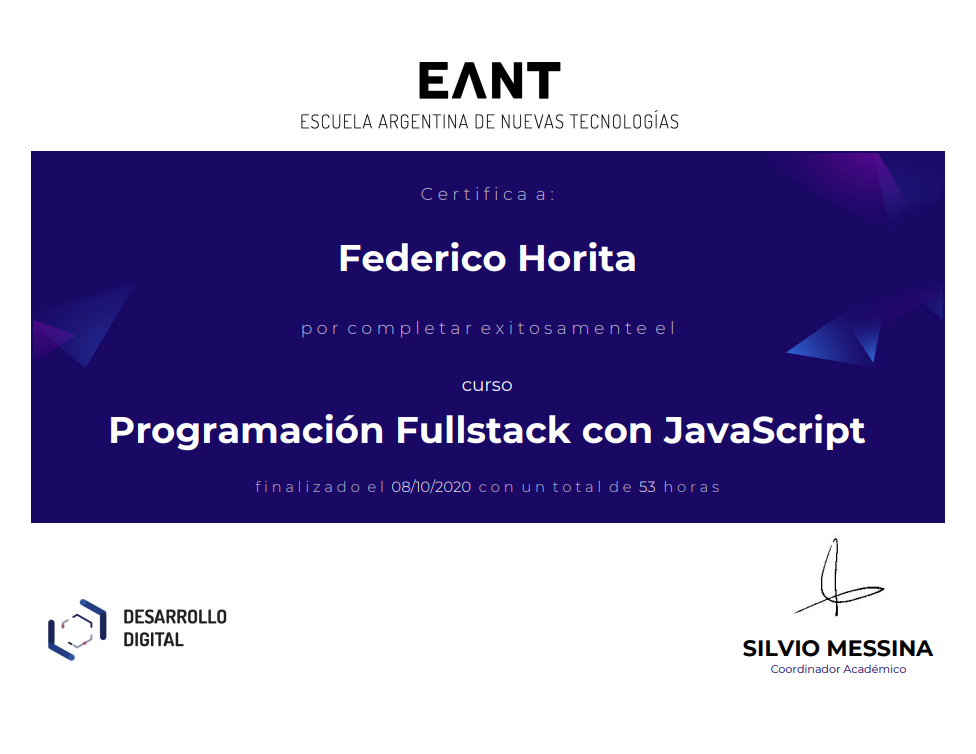 EANT
ESCUELA ARGENTINA DE NUEVAS TECNOLOGÍAS
Certifica a:
Federico Horita
por completar exitosamente el
curso
Programación Fullstack con JavaScript
finalizado el 08/10/2020 con un total de 53 horas
DESARROLLO
DIGITAL
SILVIO MESSINA
Coordinador Académico